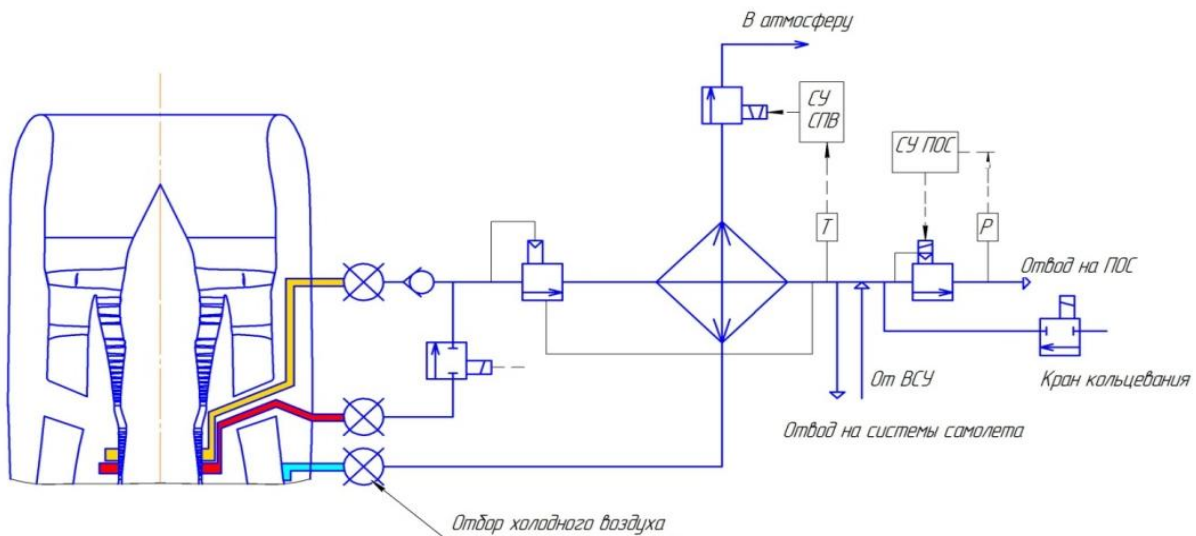 В атмосферу
СУ
СПВ
СУ ПОС
Т
Р
Отвод на ПОС
От ВСУ
Кран кольцевания
Отвод на системы самолета
Отбор холодного воздуха